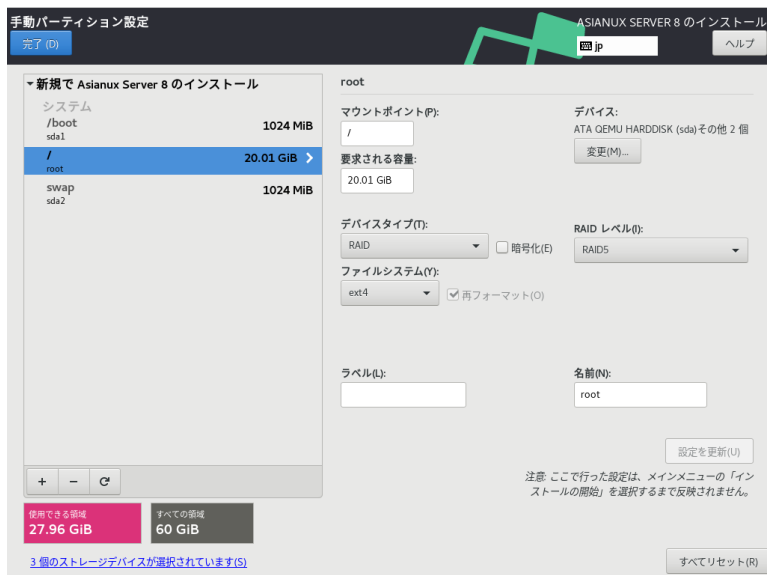 手動パーティション設定
ASIANUX SERVER 8 のインストール
完了 (D)
jp
ヘルプ
新規で Asianux Server 8 のインストール
システム
/boot
1024 MiB
sda1
/
20.01 GiB
root
swap
1024 MiB
sda2
root
マウントポイント(P):
/
要求される容量:
20.01 GiB
デバイス:
ATA QEMU HARDDISK (sda)その他 2 個
変更(M)...
デバイスタイプ(T):
RAID
暗号化(E)
RAID レベル(I):
RAID5
ファイルシステム(Y):
ext4
再フォーマット(O)
ラベル(L):
名前(N):
root
設定を更新(U)
注意: ここで行った設定は、メインメニューの「イン
ストールの開始」を選択するまで反映されません。
+ −
使用できる領域
27.96 GiB
すべての領域
60 GiB
3 個のストレージデバイスが選択されています(S)
すべてリセット(R)